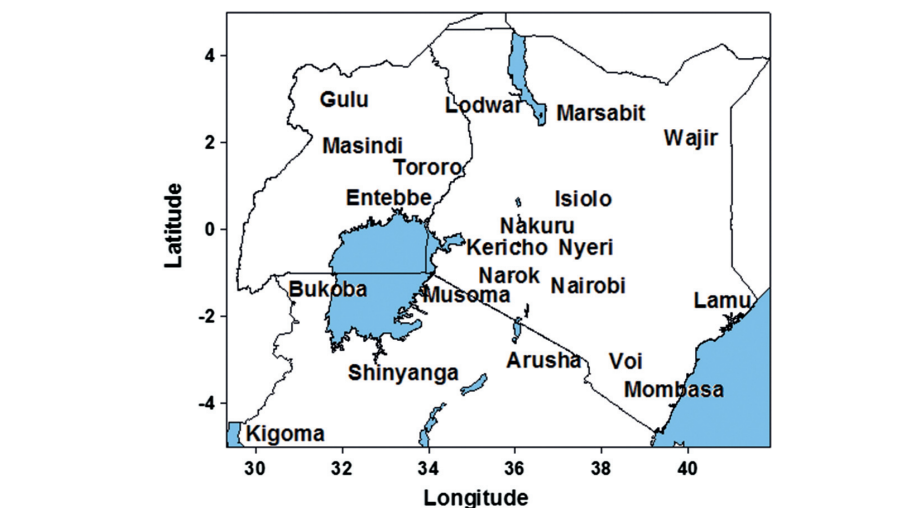 4
Gulu
Lodwar
Marsabit
Wajir
2
Masindi
Tororo
Entebbe
Isiolo
Nakuru
0
Kericho Nyeri
Narok
Nairobi
Bukoba
Musoma
Lamu
-2
Arusha
Voi
Shinyanga
Mombasa
-4
Kigoma
30 32 34 36 38 40
Longitude
Latitude